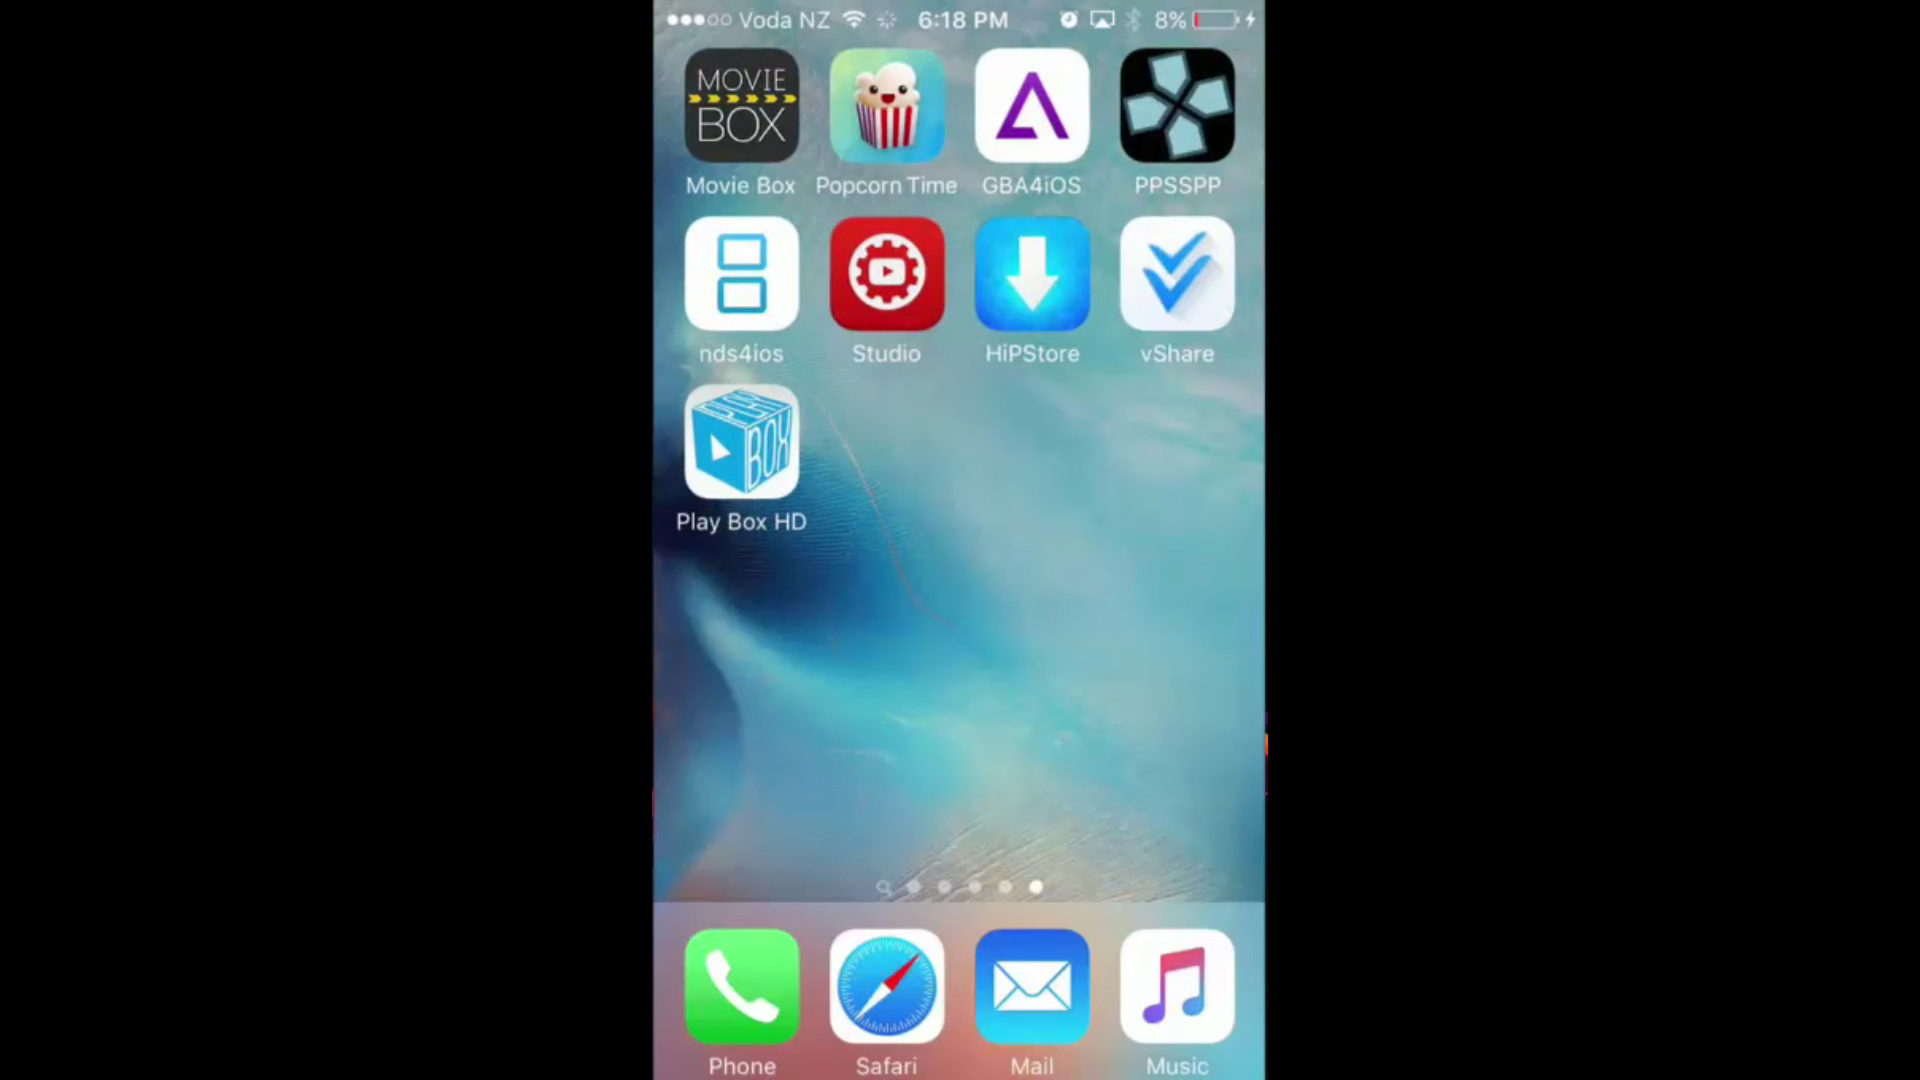 Voda NZ 6:18 PM 8%
MOVIE
BOX
Movie Box Popcorn Time GBA4iOS PPSSPP
nds4ios Studio HiPStore vShare
PLAY
BOX
Play Box HD
Phone Safari Mail Music